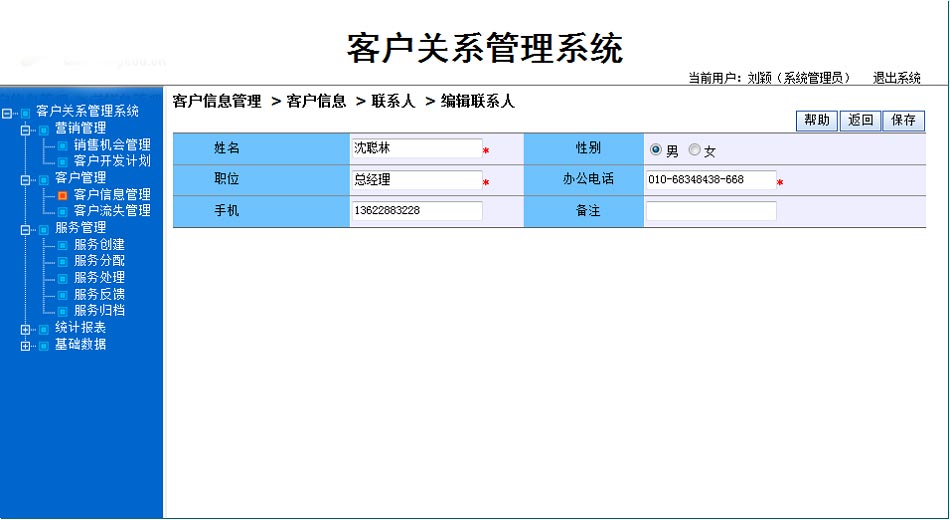 客户关系管理系统
当前用户：刘颖（系统管理员） 退出系统
客户信息管理 > 客户信息 > 联系人 > 编辑联系人
帮助 返回 保存
客户关系管理系统
营销管理
销售机会管理
客户开发计划
客户管理
客户信息管理
客户流失管理
服务管理
服务创建
服务分配
服务处理
服务反馈
服务归档
统计报表
基础数据
姓名 沈聪林 * 性别 男 女
职位 总经理 * 办公电话 010-68348438-668 *
手机 13622883228 备注